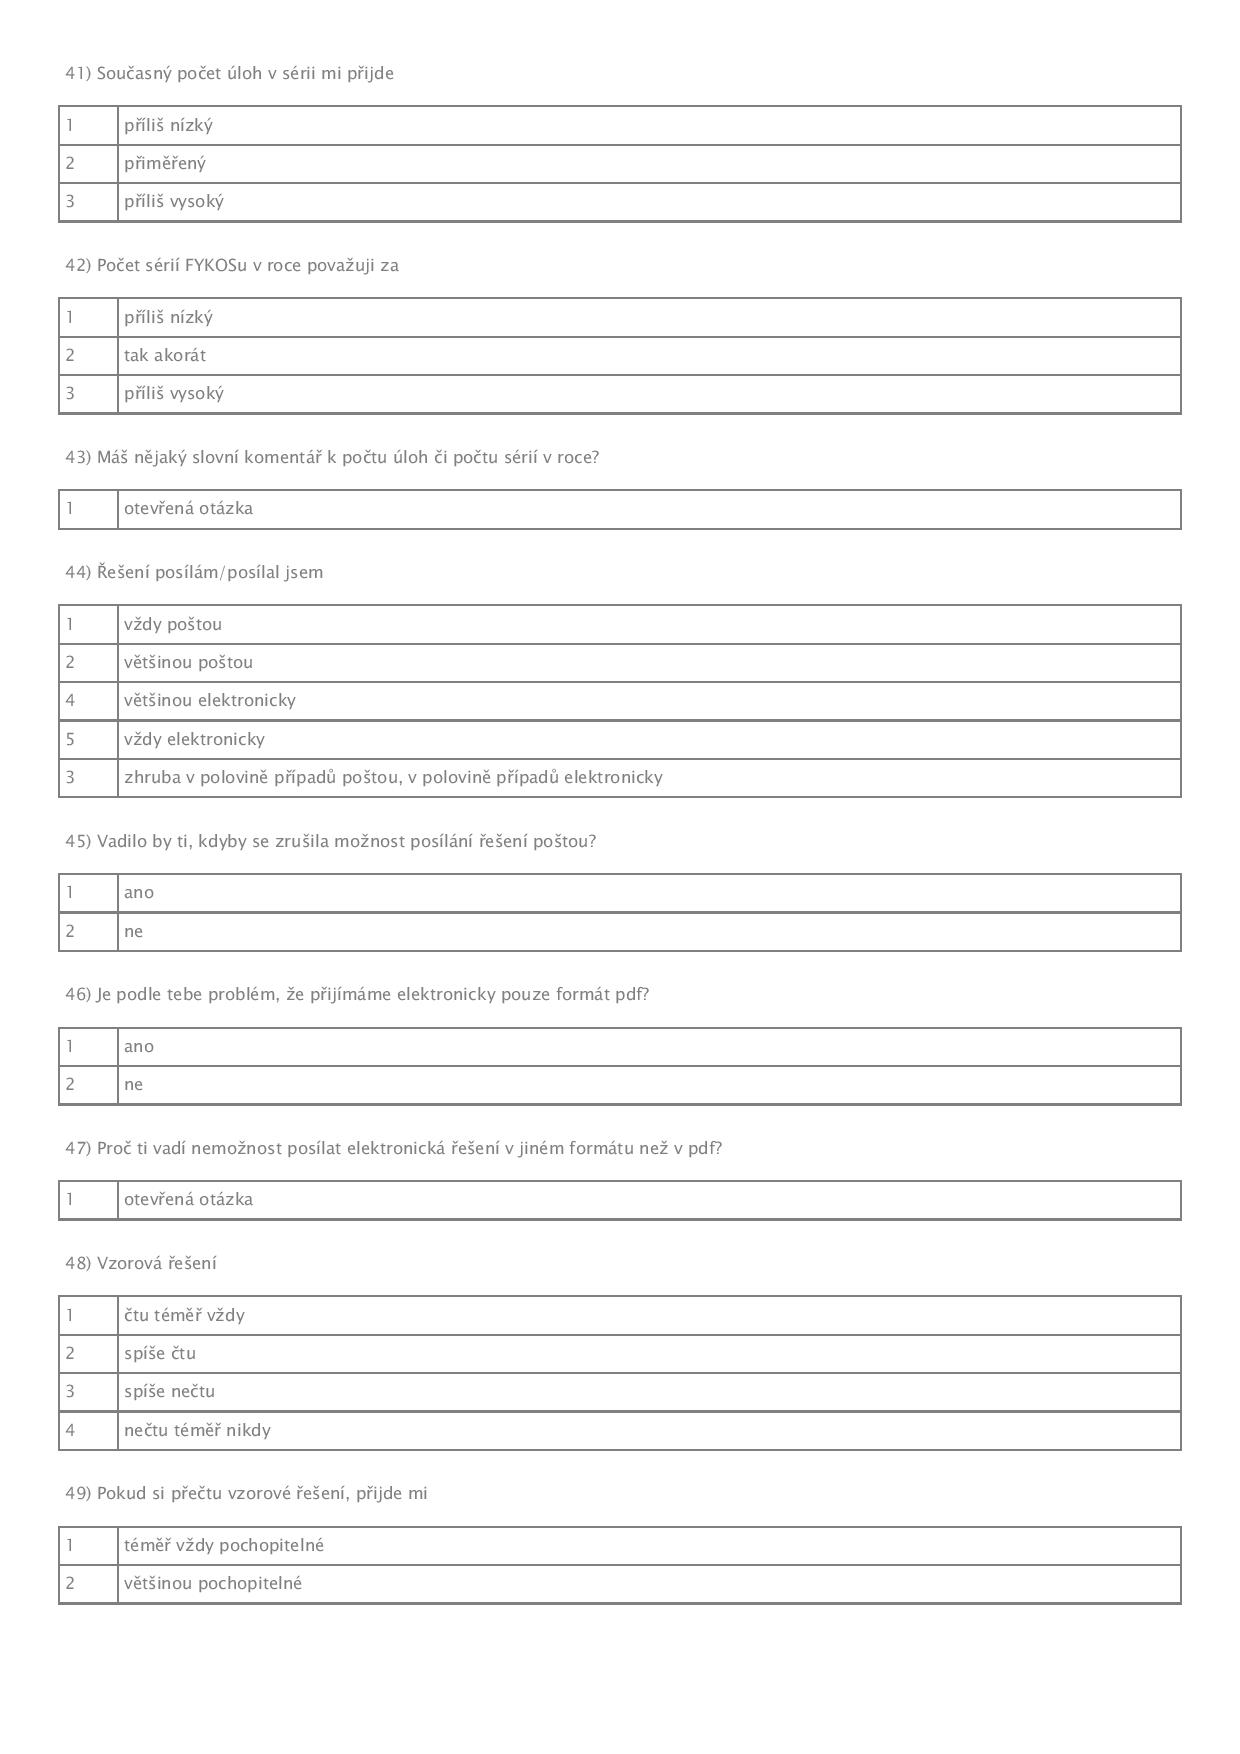 41) Současný počet úloh v sérii mi přijde
1 příliš nízký
2 přiměřený
3 příliš vysoký
42) Počet sérií FYKOSu v roce považuji za
1 příliš nízký
2 tak akorát
3 příliš vysoký
43) Máš nějaký slovní komentář k počtu úloh či počtu sérií v roce?
1 otevřená otázka
44) Řešení posílám/posílal jsem
1 vždy poštou
2 většinou poštou
4 většinou elektronicky
5 vždy elektronicky
3 zhruba v polovině případů poštou, v polovině případů elektronicky
45) Vadilo by ti, kdyby se zrušila možnost posílání řešení poštou?
1 ano
2 ne
46) Je podle tebe problém, že přijímáme elektronicky pouze formát pdf?
1 ano
2 ne
47) Proč ti vadí nemožnost posílat elektronická řešení v jiném formátu než v pdf?
1 otevřená otázka
48) Vzorová řešení
1 čtu téměř vždy
2 spíše čtu
3 spíše nečtu
4 nečtu téměř nikdy
49) Pokud si přečtu vzorové řešení, přijde mi
1 téměř vždy pochopitelné
2 většinou pochopitelné